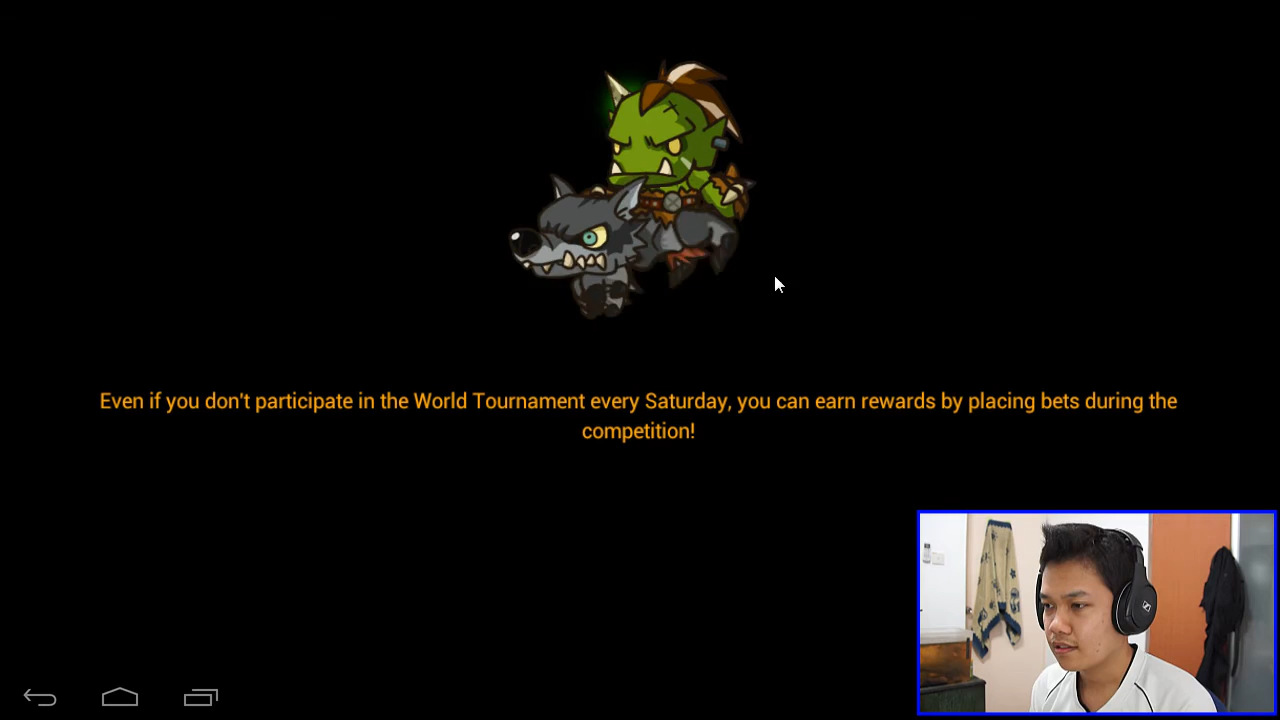 Even if you don't participate in the World Tournament every Saturday, you can earn rewards by placing bets during the
competition!